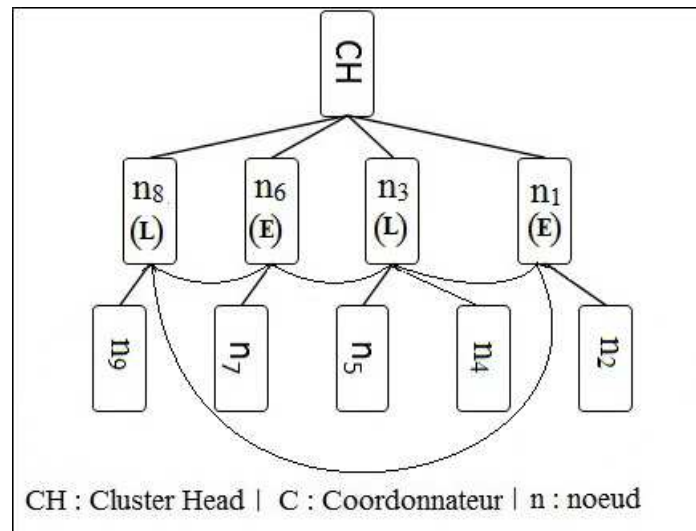 CH
n8 n6 n3 n1
(L) (E) (L) (E)
n9 n7 n5 n4 n2
CH : Cluster Head | C : Coordonnateur | n : noeud